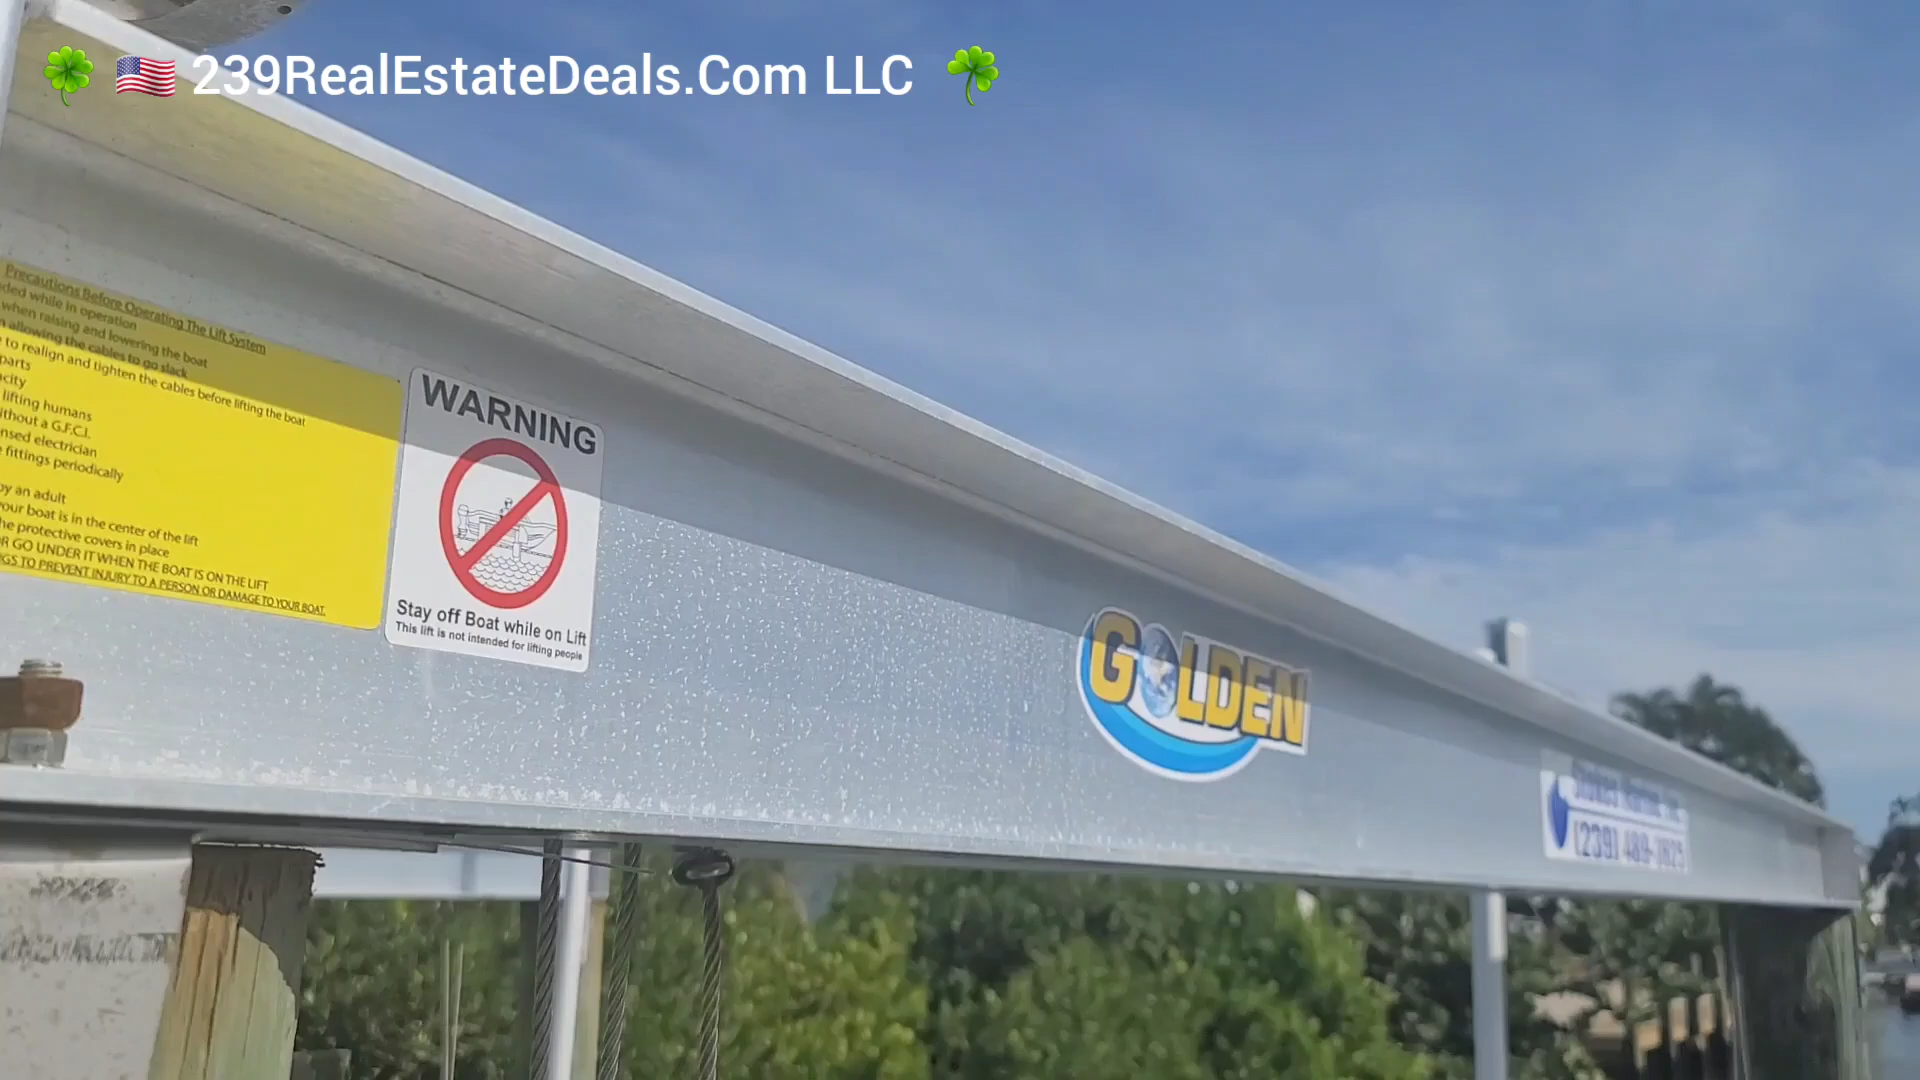 239RealEstateDeals.Com LLC
Precautions Before Operating The Lift System
ded while in operation
when raising and lowering the boat
allowing the cables to go slack
to realign and tighten the cables before lifting the boat
parts
city
lifting humans
ithout a G.F.C.I.
nsed electrician
fittings periodically
by an adult
your boat is in the center of the lift
he protective covers in place
R GO UNDER IT WHEN THE BOAT IS ON THE LIFT
GS TO PREVENT INJURY TO A PERSON OR DAMAGE TO YOUR BOAT.
WARNING
Stay off Boat while on Lift
This lift is not intended for lifting people
GOLDEN
(239)